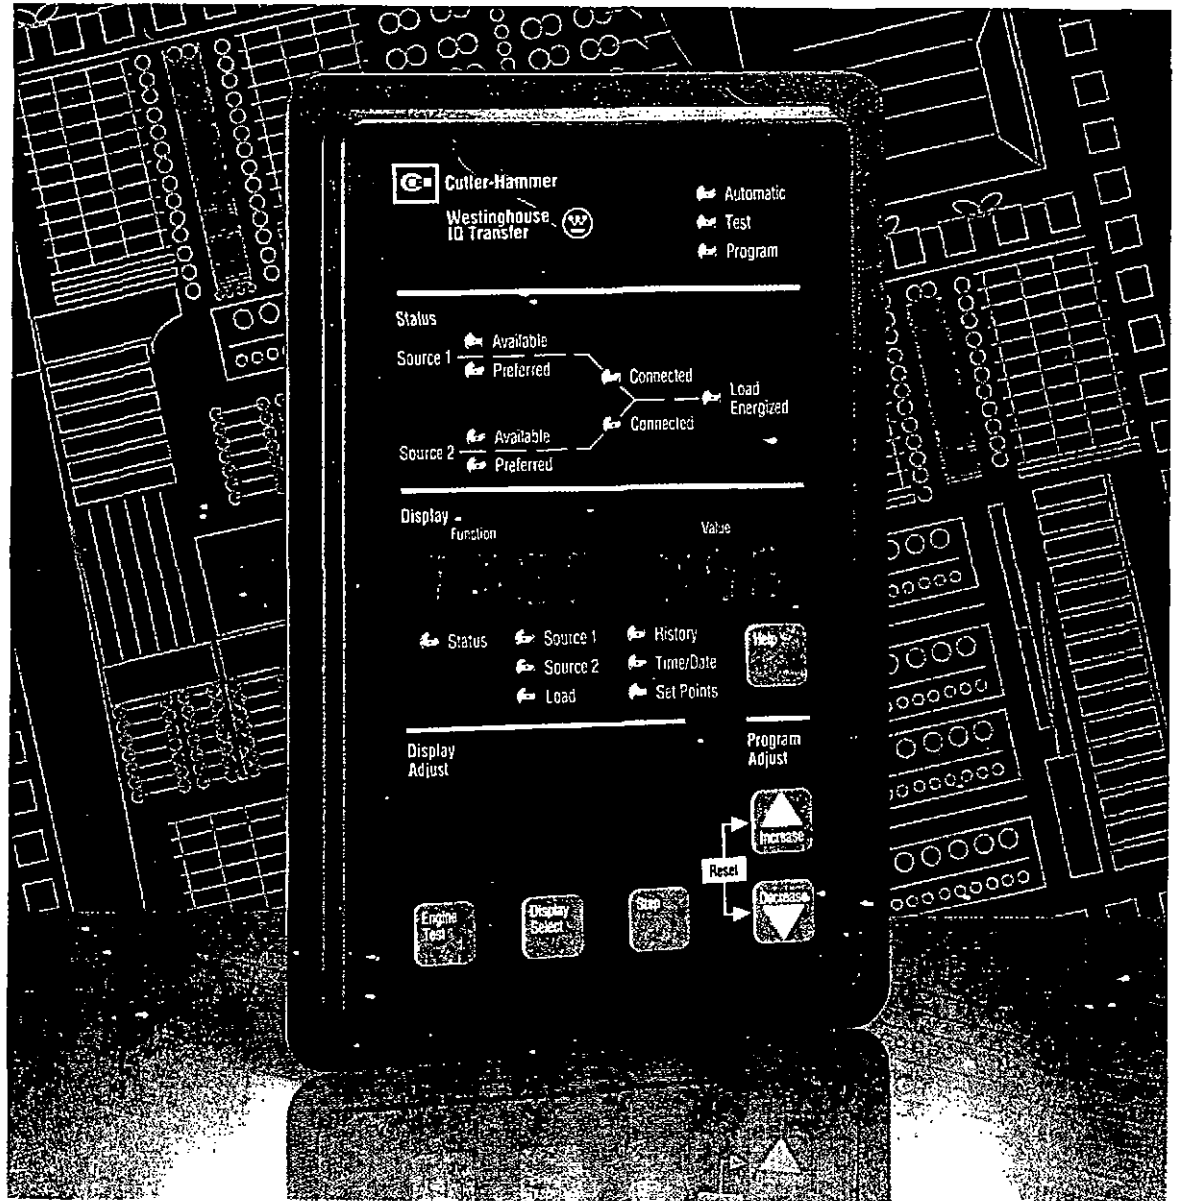 Cutler-Hammer
Westinghouse
IQ Transfer
Automatic
Test
Program
Status
Source 1
Available
Preferred
Connected
Load
Energized
Connected
Source 2
Available
Preferred
Display
Function
Value
Status
Source 1
Source 2
Load
History
Time/Date
Set Points
Help
Display
Adjust
Program
Adjust
Increase
Reset
Decrease
Engine
Test
Display
Select
Step